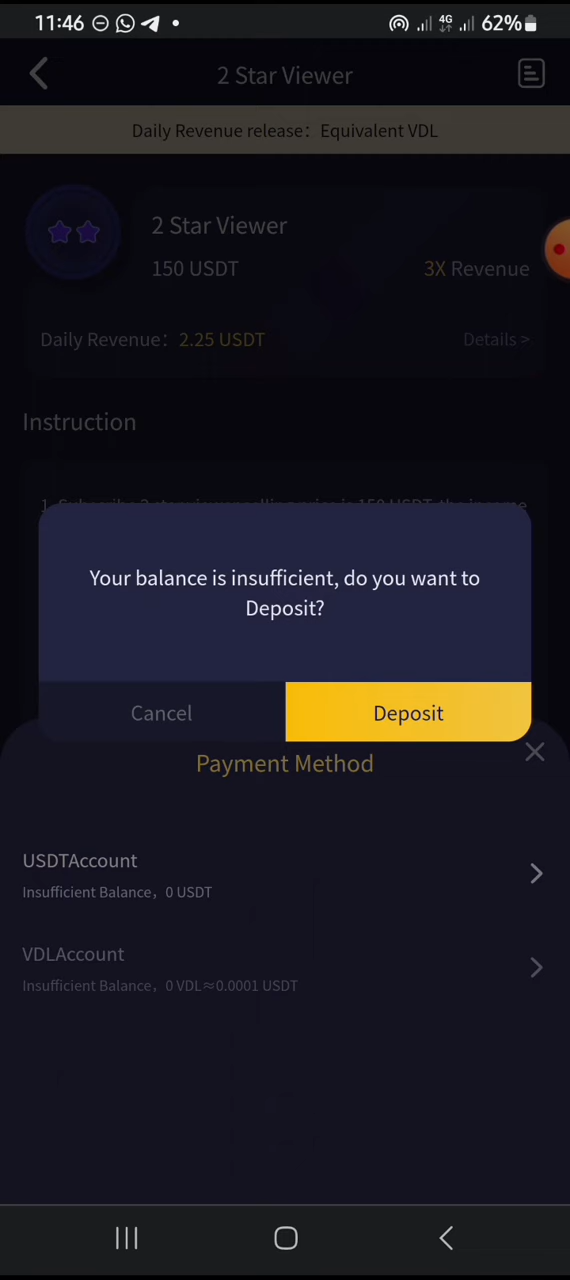 11:46 4G 62%
2 Star Viewer
Daily Revenue release: Equivalent VDL
2 Star Viewer
150 USDT 3X Revenue
Daily Revenue: 2.25 USDT Details >
Instruction
Your balance is insufficient, do you want to
Deposit?
Cancel Deposit
Payment Method
USDTAccount
Insufficient Balance, 0 USDT
VDLAccount
Insufficient Balance, 0 VDL≈0.0001 USDT